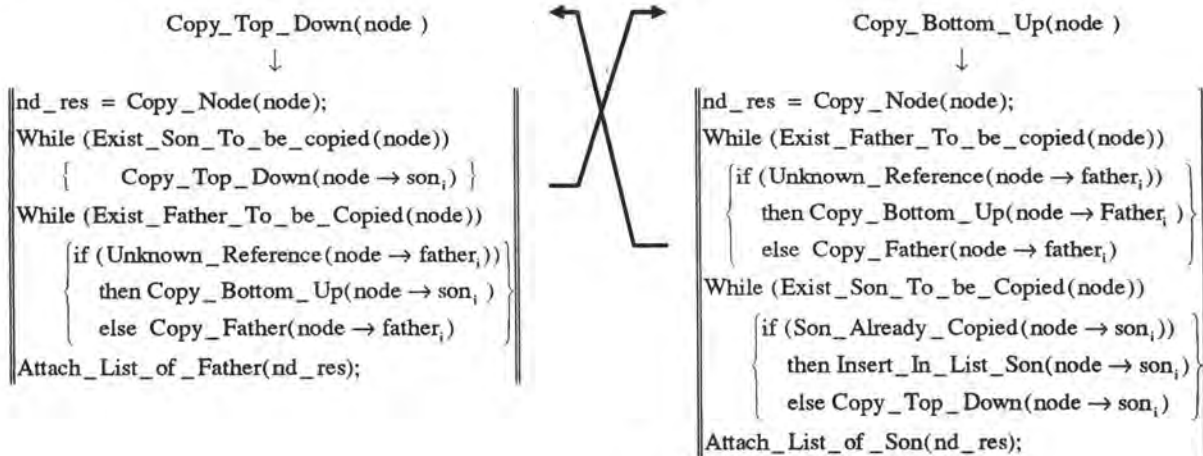 Copy_Top_Down(node )
↓
nd_res = Copy_Node(node);
While (Exist_Son_To_be_copied(node))
{ Copy_Top_Down(node → son_i) }
While (Exist_Father_To_be_Copied(node))
if (Unknown_Reference(node → father_i))
then Copy_Bottom_Up(node → son_i )
else Copy_Father(node → father_i)
Attach_List_of_Father(nd_res);
Copy_Bottom_Up(node )
↓
nd_res = Copy_Node(node);
While (Exist_Father_To_be_copied(node))
if (Unknown_Reference(node → father_i))
then Copy_Bottom_Up(node → Father_i )
else Copy_Father(node → father_i)
While (Exist_Son_To_be_Copied(node))
if (Son_Already_Copied(node → son_i))
then Insert_In_List_Son(node → son_i)
else Copy_Top_Down(node → son_i)
Attach_List_of_Son(nd_res);